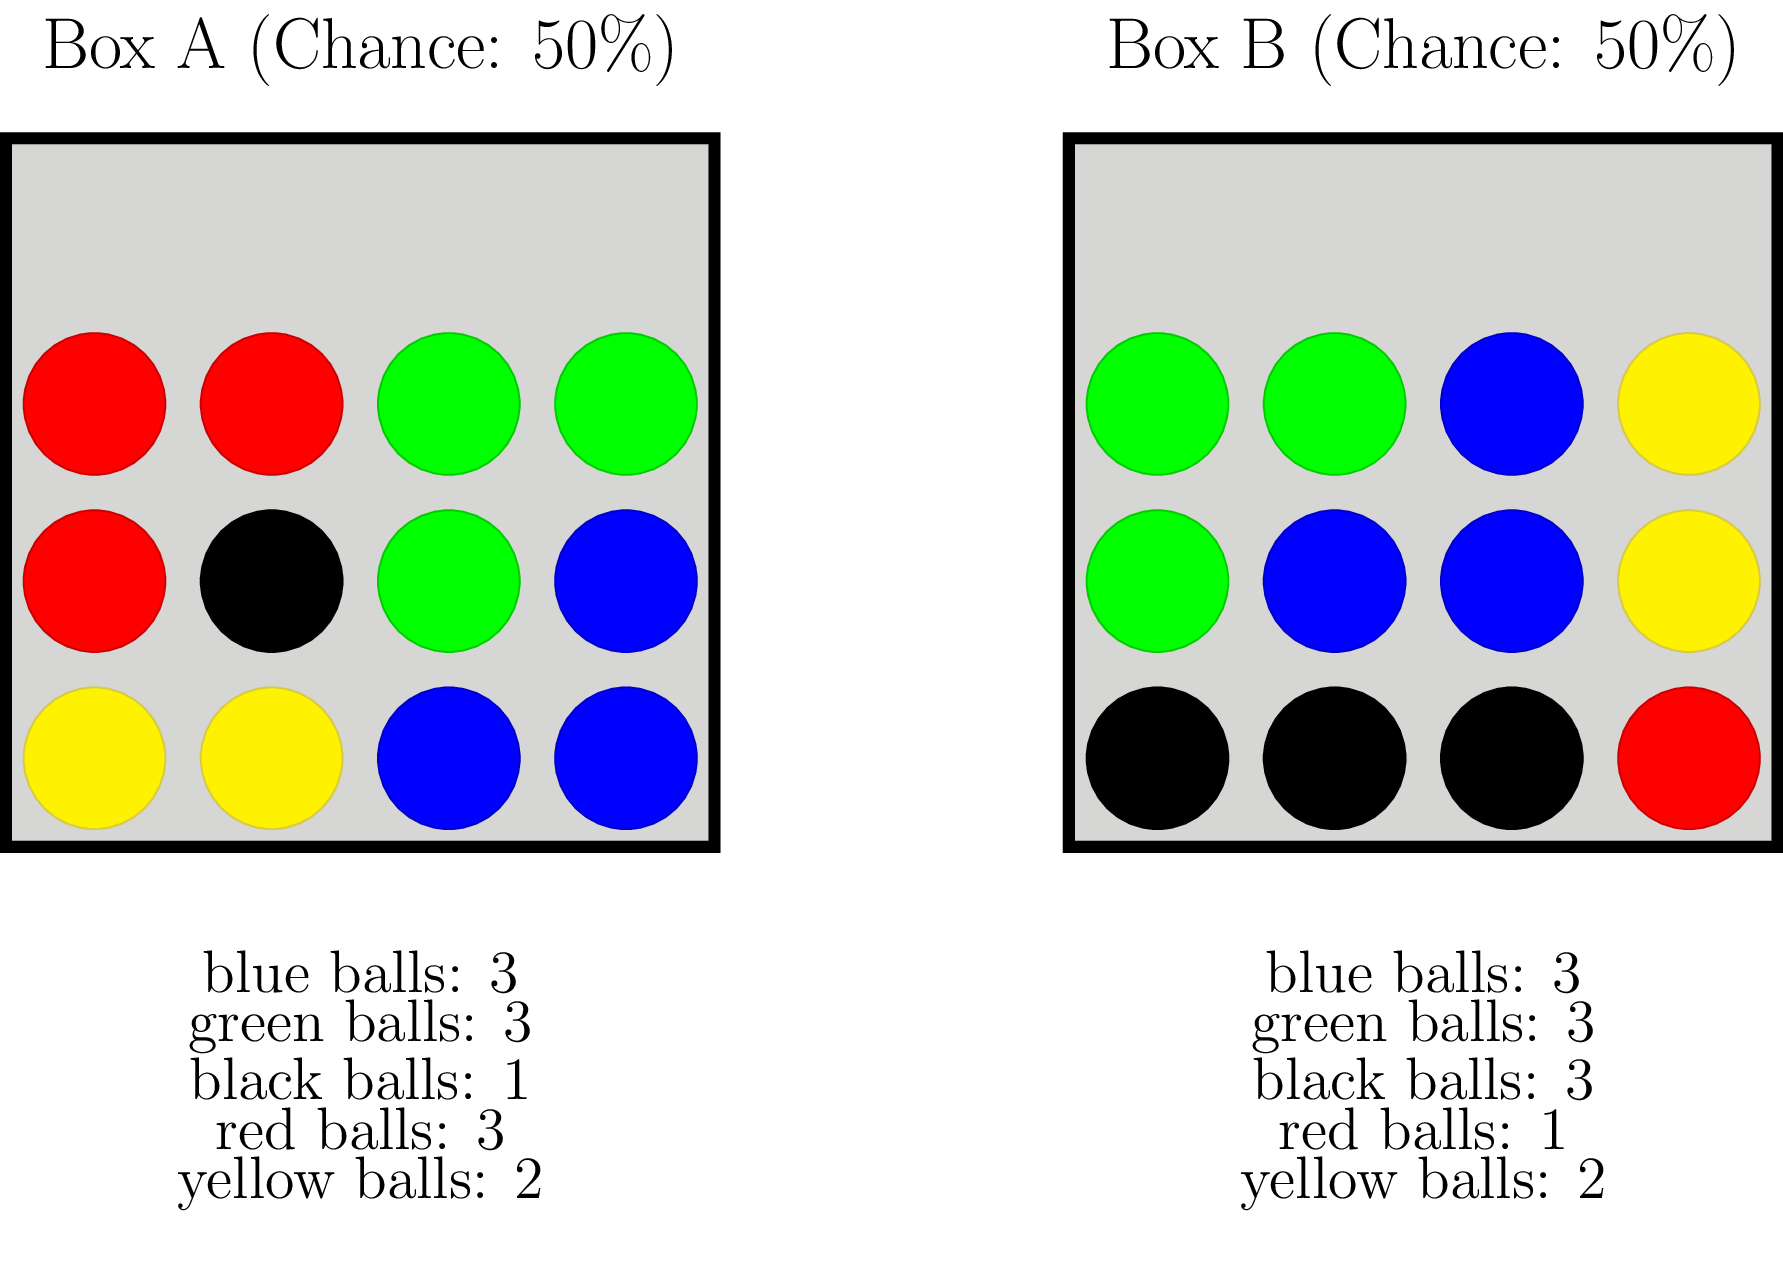 Box A (Chance: 50%)
blue balls: 3
green balls: 3
black balls: 1
red balls: 3
yellow balls: 2
Box B (Chance: 50%)
blue balls: 3
green balls: 3
black balls: 3
red balls: 1
yellow balls: 2